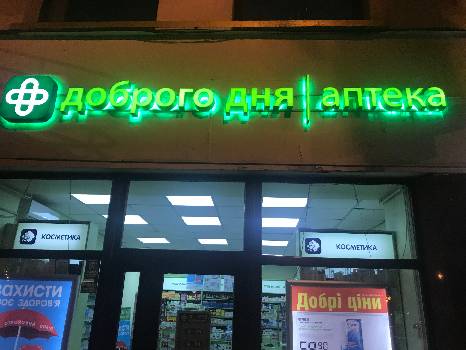 доброго дня | аптека
КОСМЕТИКА
КОСМЕТИКА
ЗАХИСТИ
ЗДОРОВ'Я
Добрі ціни